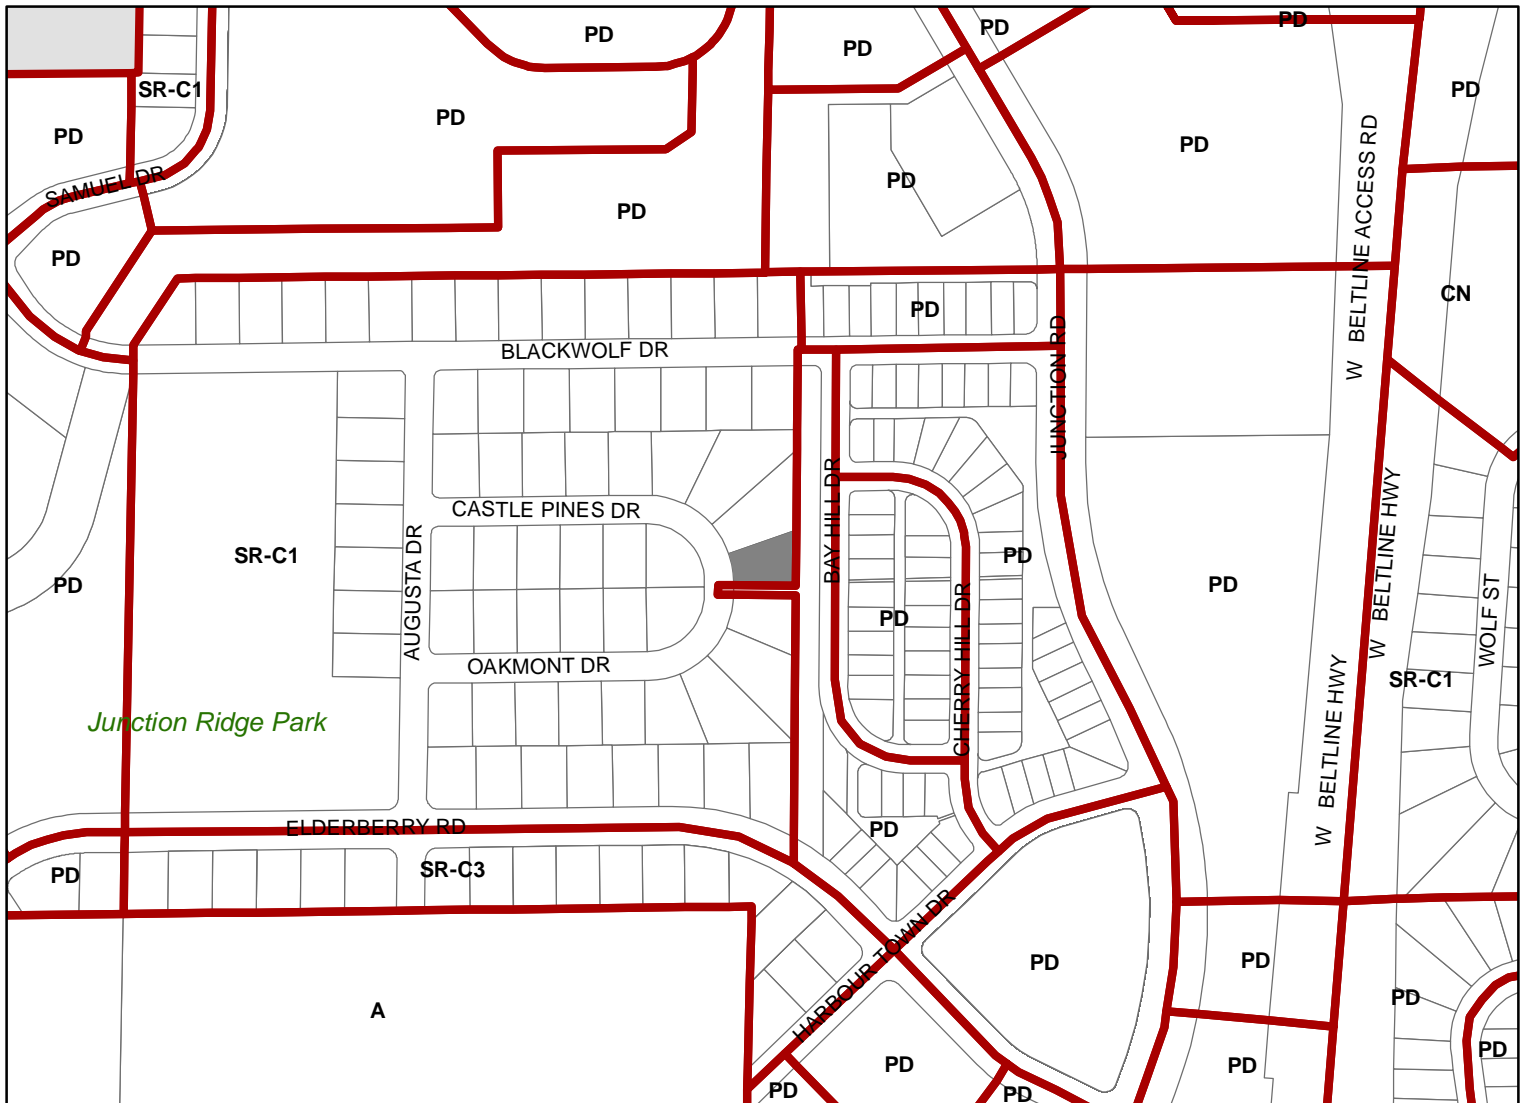 PD
PD
PD
PD
SR-C1
PD
PD
PD
PD
PD
SAMUEL DR
PD
PD
PD
W BELTLINE ACCESS RD
PD
CN
BLACKWOLF DR
JUNCTION RD
CASTLE PINES DR
BAY HILL DR
AUGUSTA DR
SR-C1
PD
PD
PD
PD
W BELTLINE HWY
CHERRY HILL DR
PD
WOLF ST
OAKMONT DR
SR-C1
Junction Ridge Park
W BELTLINE HWY
ELDERBERRY RD
PD
SR-C3
PD
HARBOUR TOWN DR
PD
PD
PD
A
PD
PD
PD
PD
PD